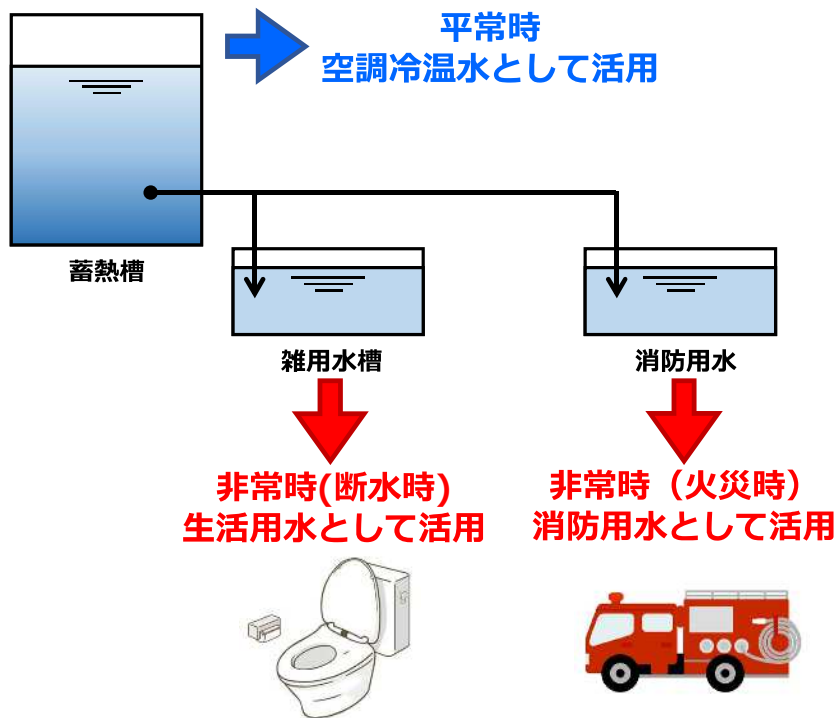 平常時
空調冷温水として活用
蓄熱槽
雑用水槽
消防用水
非常時(断水時)
生活用水として活用
非常時（火災時）
消防用水として活用